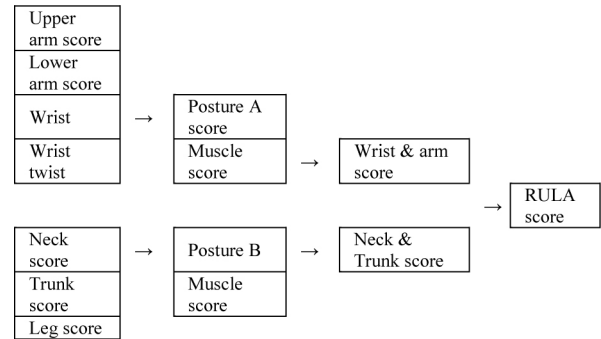 Upper
arm score
Lower
arm score
Wrist
Wrist
twist
→
Posture A
score
Muscle
score
→
Wrist & arm
score
→
RULA
score
Neck
score
Trunk
score
Leg score
→
Posture B
Muscle
score
→
Neck &
Trunk score